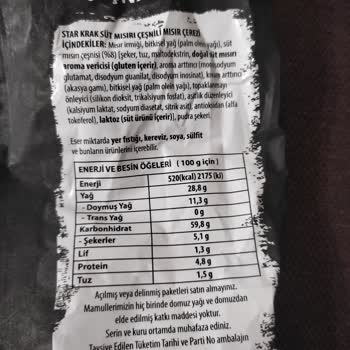 STAR KRAK SÜT MISIRI ÇEŞNİLİ MISIR ÇEREZİ
İÇİNDEKİLER: Mısır irmiği, bitkisel yağ (palm olein yağı), süt
mısırı çeşnisi (%8) [şeker, tuz, maltodekstrin, doğal süt mısırı
aroma vericisi (gluten içerir), aroma arttırıcı (monosodyum
glutamat, disodyum guanilat, disodyum inosinat), kıvam arttırıcı
(akasya gamı), bitkisel yağ (palm olein yağı), topaklanmayı
önleyici (silikon dioksit, trikalsiyum fosfat), asitlik düzenleyici
(kalsiyum laktat, sodyum diasetat, sitrik asit), antioksidan (alfa
tokoferol), laktoz (süt ürünü içerir)], pudra şekeri.
Eser miktarda yer fıstığı, kereviz, soya, sülfit
ve bunların ürünlerini içerebilir.
ENERJİ VE BESİN ÖGELERİ ( 100 g için )
Enerji 520(kcal) 2175 (kJ)
Yağ 28,8 g
- Doymuş Yağ 11,3 g
- Trans Yağ 0 g
Karbonhidrat 59,8 g
- Şekerler 5,1 g
Lif 1,3 g
Protein 4,8 g
Tuz 1,5 g
Açılmış veya delinmiş paketleri satın almayınız.
Mamullerimizin hiç birinde domuz yağı ve domuzdan
elde edilmiş katkı maddesi yoktur.
Serin ve kuru ortamda muhafaza ediniz.
Tavsiye Edilen Tüketim Tarihi ve Parti No ambalajın